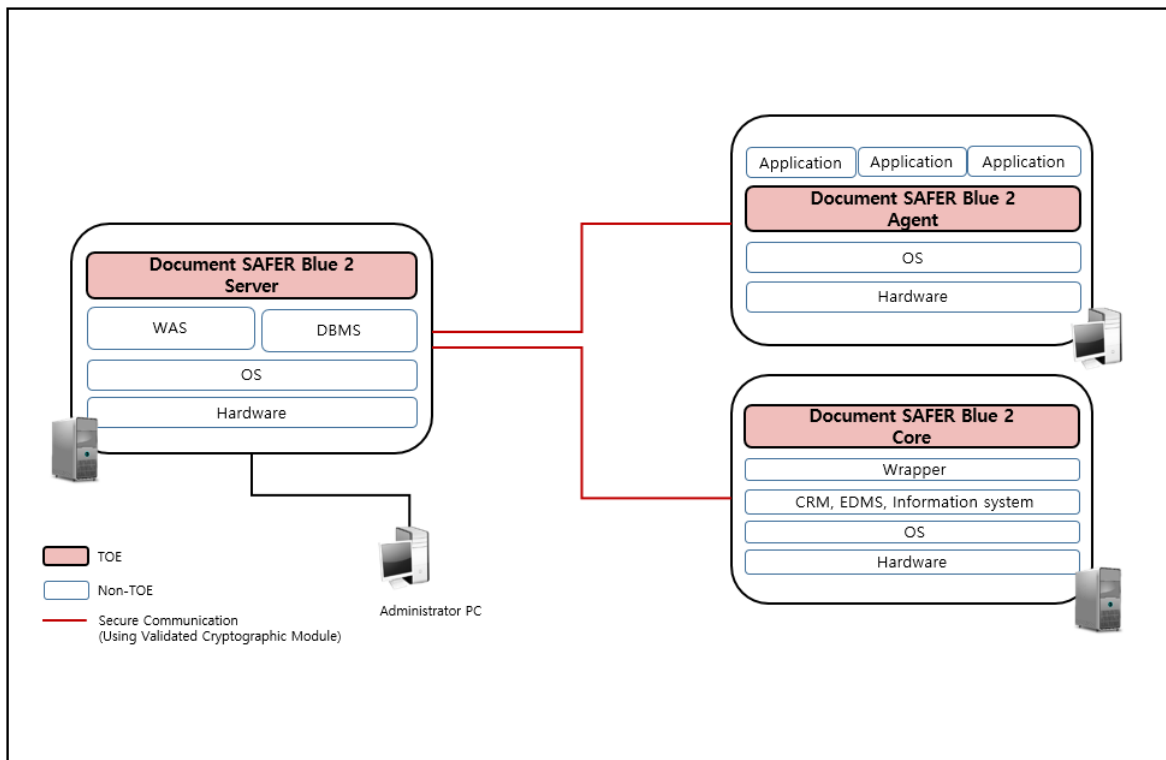 Document SAFER Blue 2
Server
WAS
DBMS
OS
Hardware
Administrator PC
TOE
Non-TOE
Secure Communication
(Using Validated Cryptographic Module)
Application
Application
Application
Document SAFER Blue 2
Agent
OS
Hardware
Document SAFER Blue 2
Core
Wrapper
CRM, EDMS, Information system
OS
Hardware